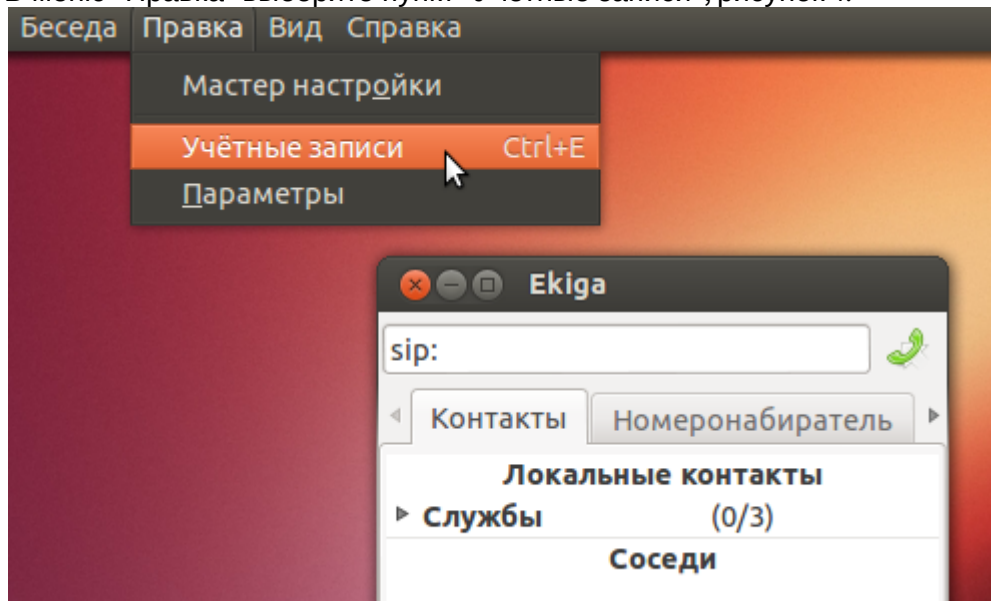 Беседа Правка Вид Справка
Мастер настройки
Учётные записи Ctrl+E
Параметры
Ekiga
sip:
Контакты Номеронабиратель
Локальные контакты
Службы (0/3)
Соседи